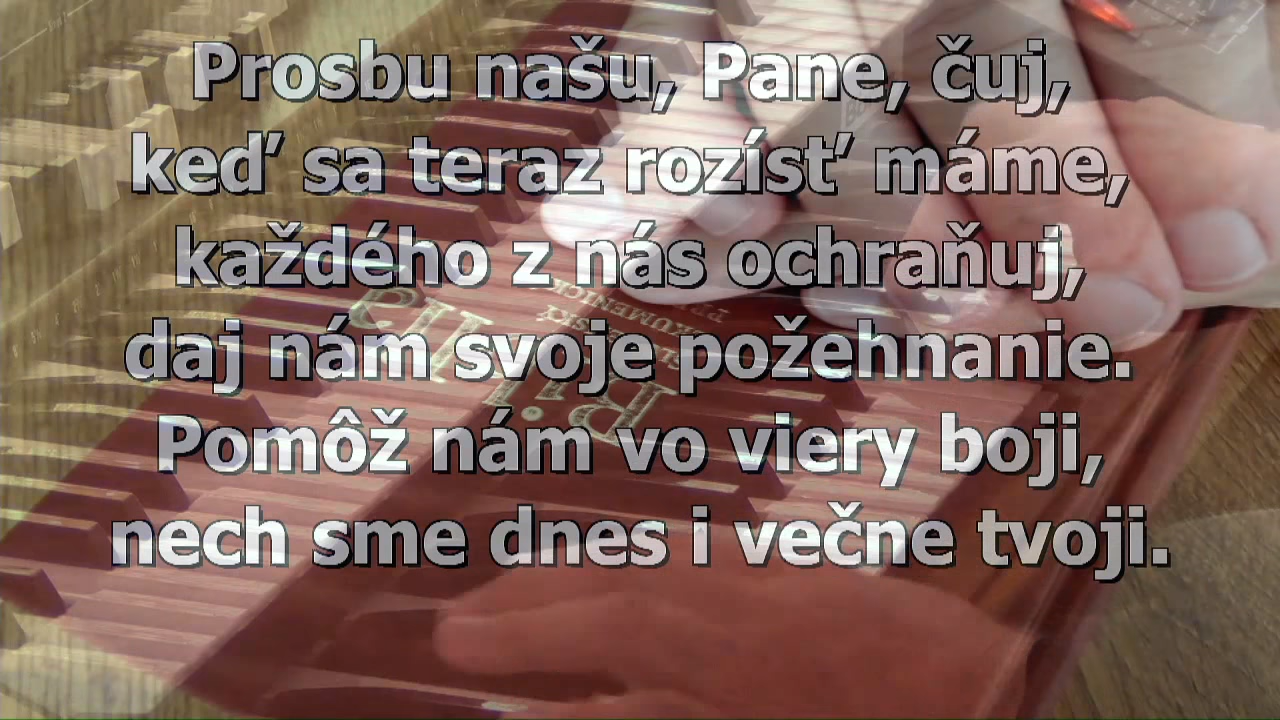 Prosbu našu, Pane, čuj,
keď sa teraz rozísť máme,
každého z nás ochraňuj,
daj nám svoje požehnanie.
Pomôž nám vo viery boji,
nech sme dnes i večne tvoji.